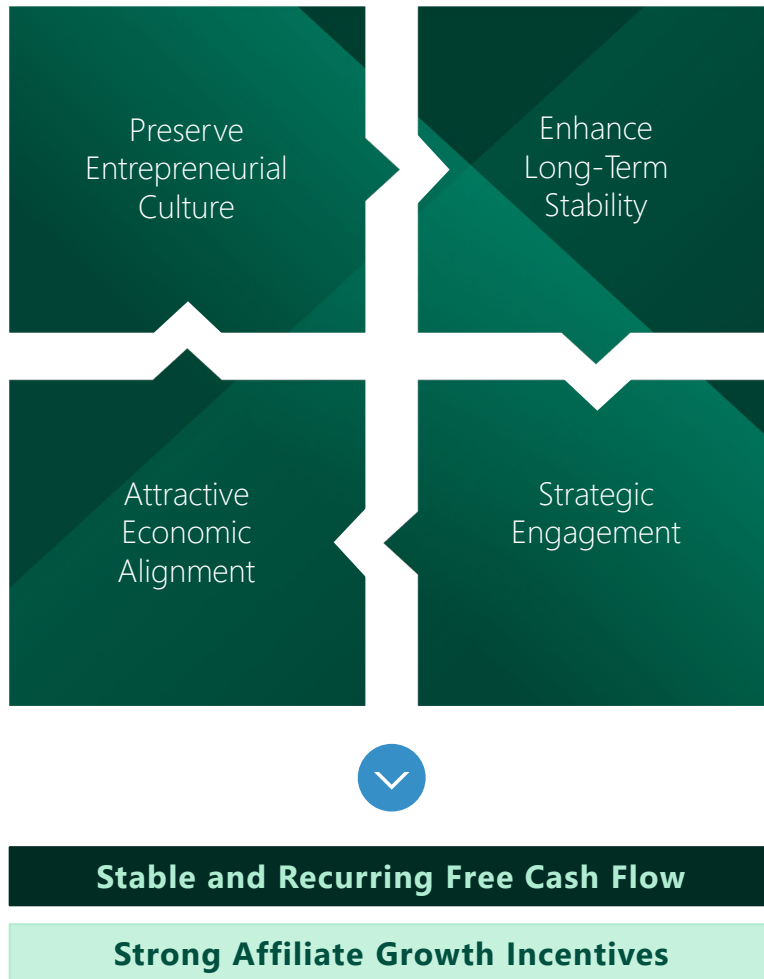 Preserve
Entrepreneurial
Culture
Enhance
Long-Term
Stability
Attractive
Economic
Alignment
Strategic
Engagement
Stable and Recurring Free Cash Flow
Strong Affiliate Growth Incentives